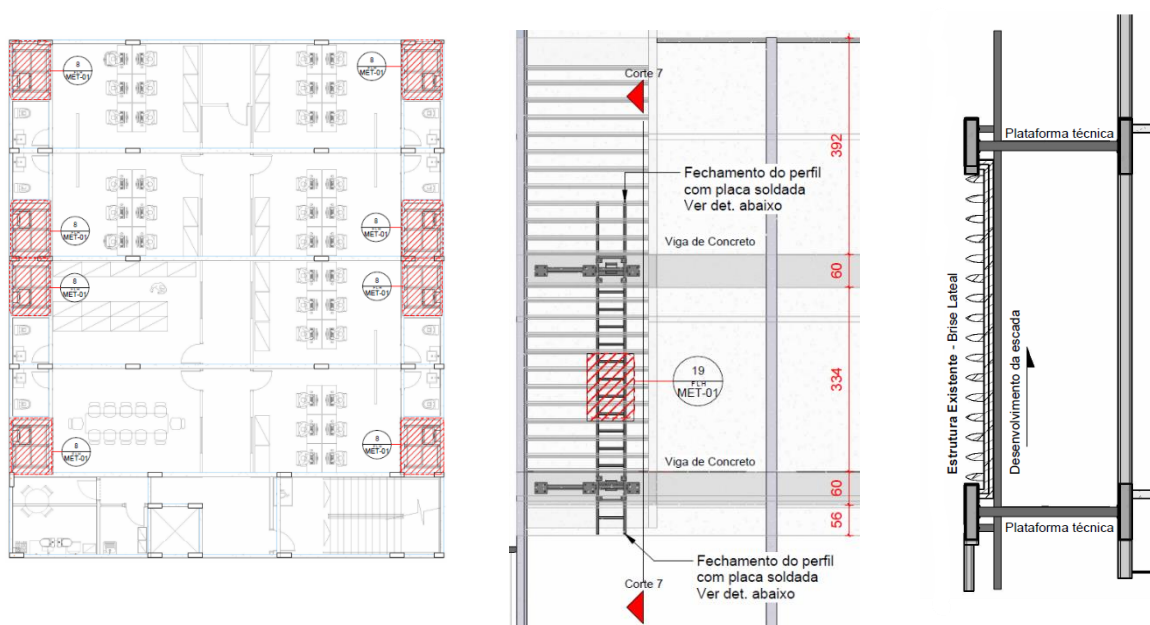 8
MET-01
8
MET-01
8
MET-01
8
MET-01
8
MET-01
8
MET-01
8
MET-01
8
MET-01
Corte 7
392
Fechamento do perfil
com placa soldada
Ver det. abaixo
Viga de Concreto
60
19
FLH
MET-01
334
Viga de Concreto
60
56
Fechamento do perfil
com placa soldada
Ver det. abaixo
Corte 7
Plataforma técnica
Estrutura Existente - Brise Lateal
Desenvolvimento da escada
Plataforma técnica